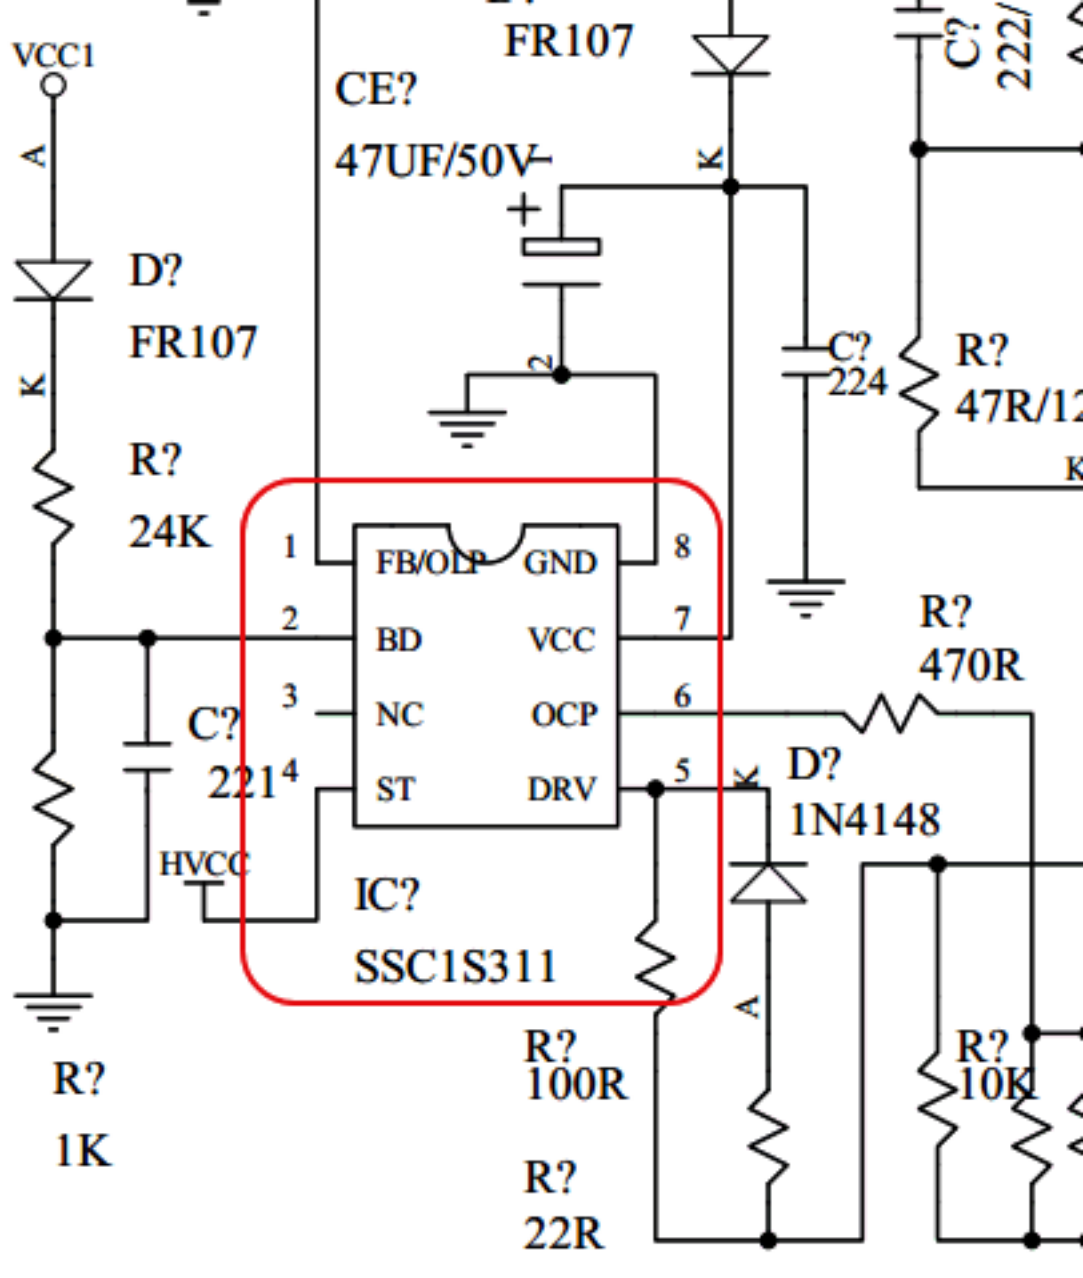 FR107
C?
222/
VCC1
CE?
47UF/50V
A
K
+
D?
FR107
2
C?
224
R?
47R/12
K
K
R?
24K
1
FB/OLP
GND
8
2
BD
VCC
7
3
NC
OCP
6
4
ST
DRV
5
R?
470R
C?
221
K
D?
1N4148
HVCC
IC?
SSC1S311
A
R?
100R
R?
10K
R?
1K
R?
22R